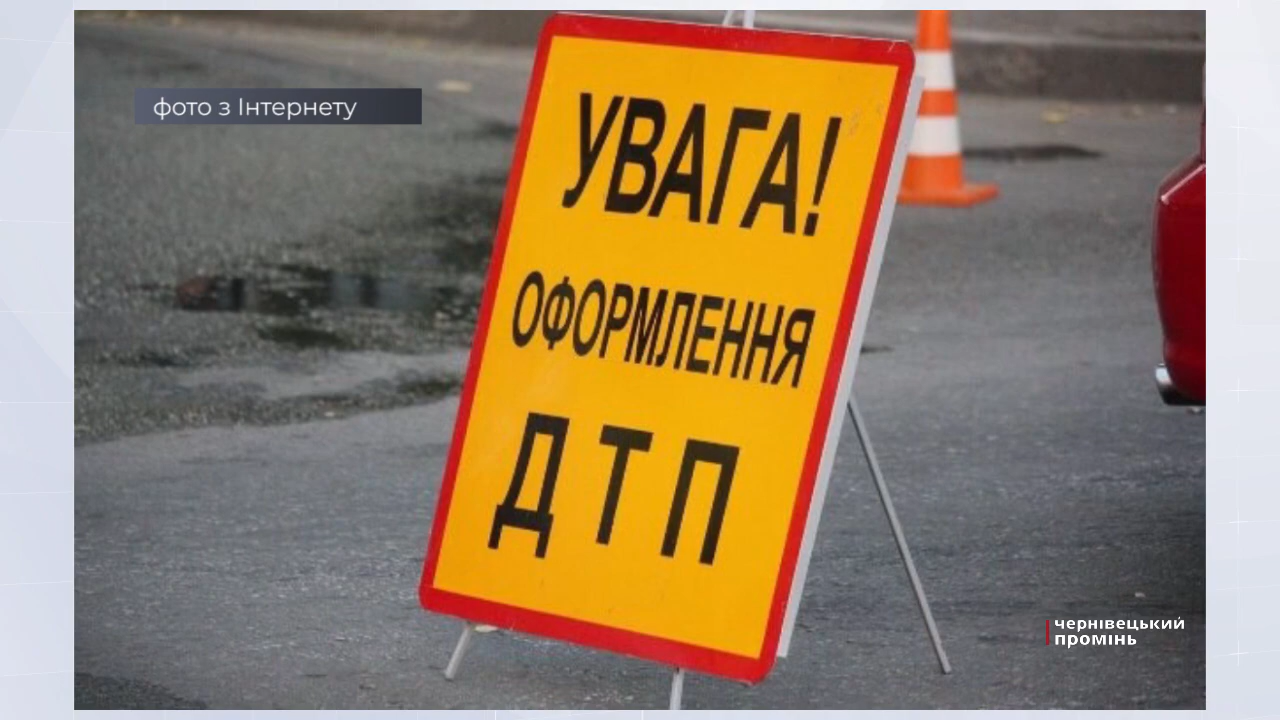 фото з Інтернету
УВАГА!
ОФОРМЛЕННЯ
ДТП
чернівецький
промінь